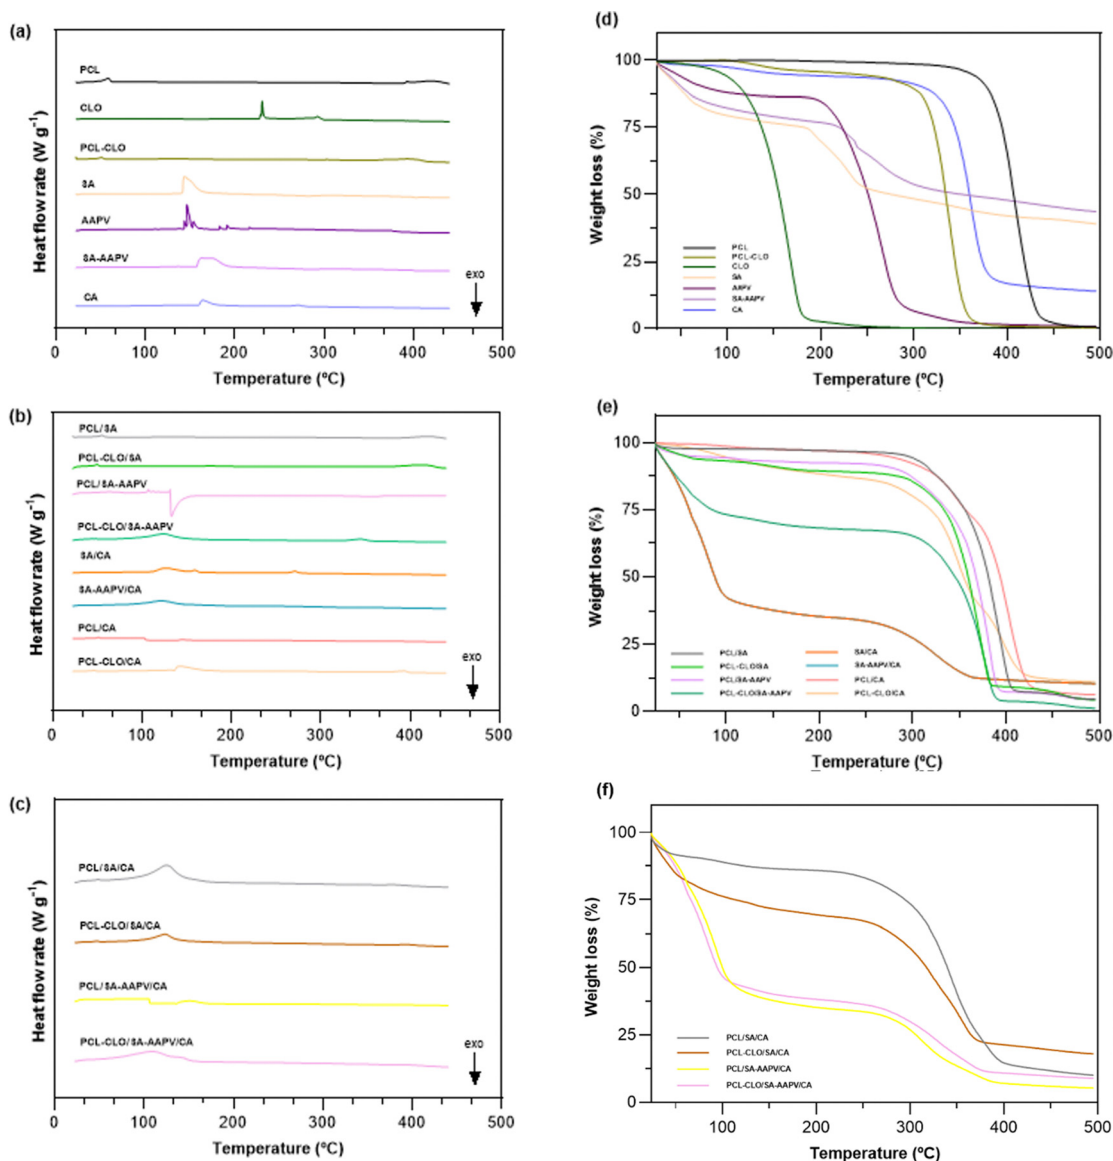 (a)
Heat flow rate (W g⁻¹)
PCL
CLO
PCL-CLO
SA
AAPV
SA-AAPV
CA
exo
0 100 200 300 400 500
Temperature (ºC)
(d)
Weight loss (%)
100
75
50
25
0
PCL
PCL-CLO
CLO
SA
AAPV
SA-AAPV
CA
100 200 300 400 500
Temperature (ºC)
(b)
Heat flow rate (W g⁻¹)
PCL/SA
PCL-CLO/SA
PCL/SA-AAPV
PCL-CLO/SA-AAPV
SA/CA
SA-AAPV/CA
PCL/CA
PCL-CLO/CA
exo
0 100 200 300 400 500
Temperature (ºC)
(e)
Weight loss (%)
100
75
50
25
0
PCL/SA
PCL-CLO/SA
PCL/SA-AAPV
PCL-CLO/SA-AAPV
SA/CA
SA-AAPV/CA
PCL/CA
PCL-CLO/CA
100 200 300 400 500
Temperature (ºC)
(c)
Heat flow rate (W g⁻¹)
PCL/SA/CA
PCL-CLO/SA/CA
PCL/SA-AAPV/CA
PCL-CLO/SA-AAPV/CA
exo
0 100 200 300 400 500
Temperature (ºC)
(f)
Weight loss (%)
100
75
50
25
0
PCL/SA/CA
PCL-CLO/SA/CA
PCL/SA-AAPV/CA
PCL-CLO/SA-AAPV/CA
100 200 300 400 500
Temperature (ºC)